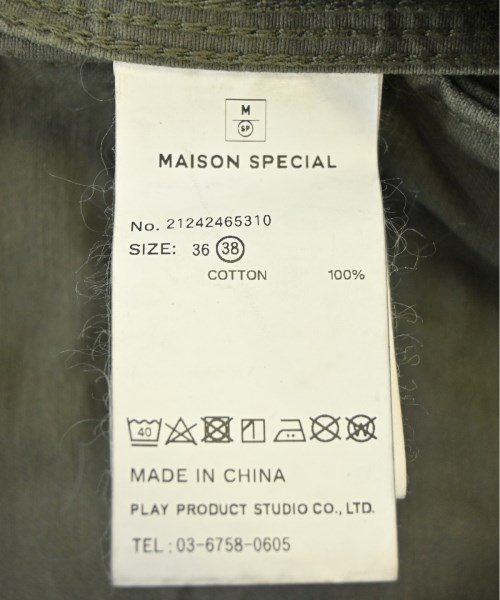 M
SP
MAISON SPECIAL
No. 21242465310
SIZE: 36 38
COTTON 100%
40
W
MADE IN CHINA
PLAY PRODUCT STUDIO CO., LTD.
TEL : 03-6758-0605